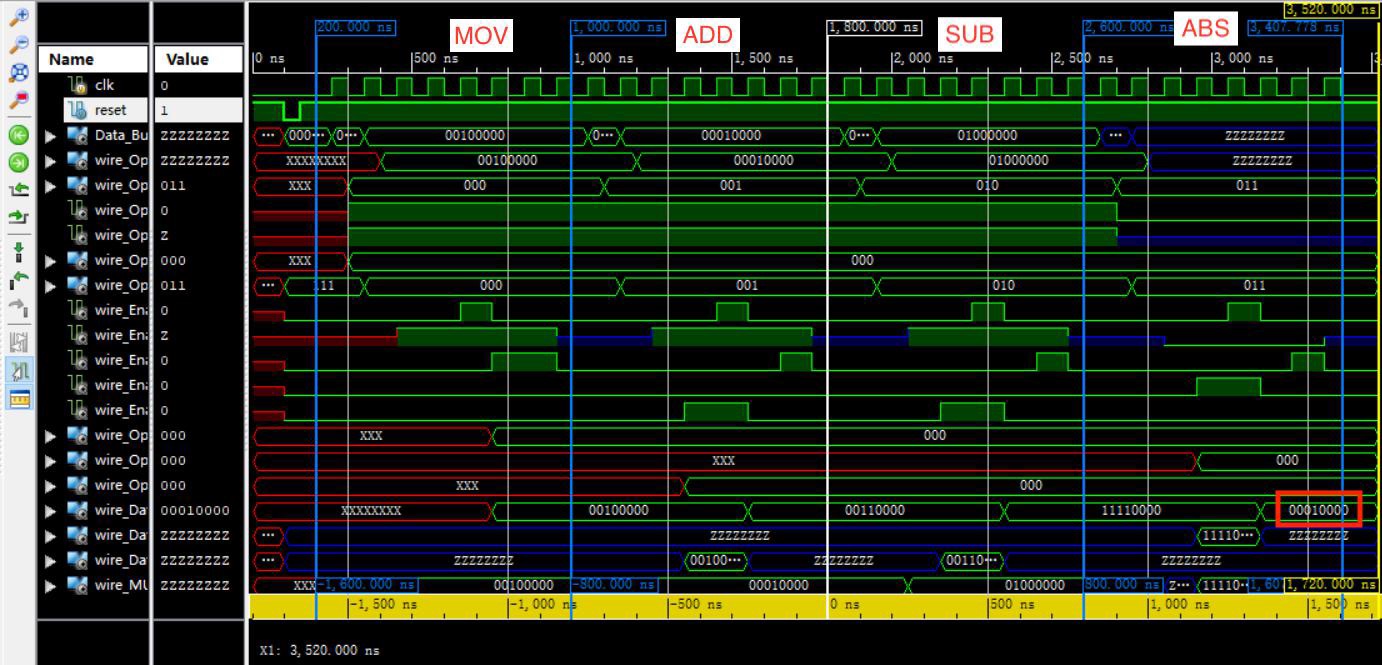 3,520.000 ns
200.000 ns 1,000.000 ns 1,800.000 ns 2,600.000 ns 3,407.778 ns
MOV ADD SUB ABS
Name Value
0 ns 500 ns 1,000 ns 1,500 ns 2,000 ns 2,500 ns 3,000 ns
clk 0
reset 1
Data_Bu ZZZZZZZZ ... 000... 0... 00100000 0... 00010000 0... 01000000 ... ZZZZZZZZ
wire_Op ZZZZZZZZ XXXXXXXX 00100000 00010000 01000000 ZZZZZZZZ
wire_Op 011 XXX 000 001 010 011
wire_Op 0
wire_Op Z
wire_Op 000 XXX 000
wire_Op 011 ... 111 000 001 010 011
wire_En 0
wire_Ena Z
wire_Ena 0
wire_Ena 0
wire_Ena 0
wire_Op 000 XXX 000
wire_Op 000 XXX 000
wire_Op 000 XXX 000
wire_Da 00010000 XXXXXXXX 00100000 00110000 11110000 00010000
wire_Da ZZZZZZZZ ... ZZZZZZZZ 11110... ZZZZZZZZ
wire_Da ZZZZZZZZ ... ZZZZZZZZ 00100... ZZZZZZZZ 00110... ZZZZZZZZ
wire_MU ZZZZZZZZ XXX -1,600.000 ns 00100000 -800.000 ns 00010000 01000000 800.000 ns Z... 11110.. 1,60 1,720.000 ns
-1,500 ns -1,000 ns -500 ns 0 ns 500 ns 1,000 ns 1,500 ns
X1: 3,520.000 ns